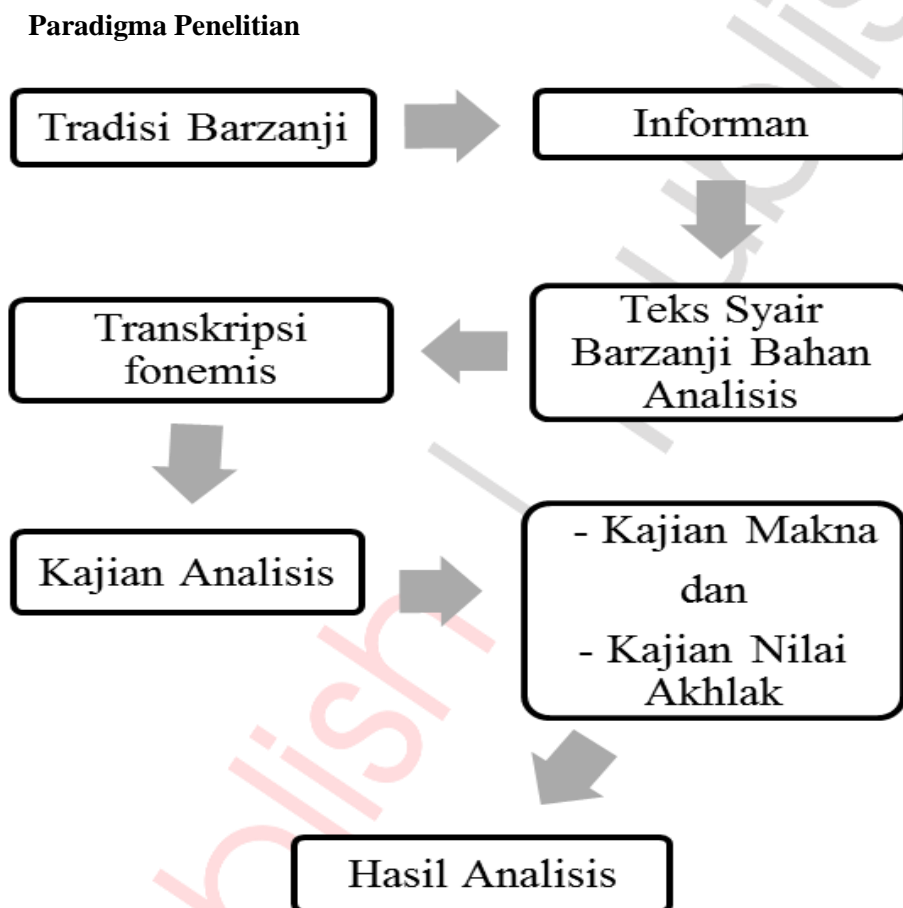 Paradigma Penelitian
Tradisi Barzanji
Informan
Teks Syair
Barzanji Bahan
Analisis
Transkripsi
fonemis
Kajian Analisis
- Kajian Makna
dan
- Kajian Nilai
Akhlak
Hasil Analisis